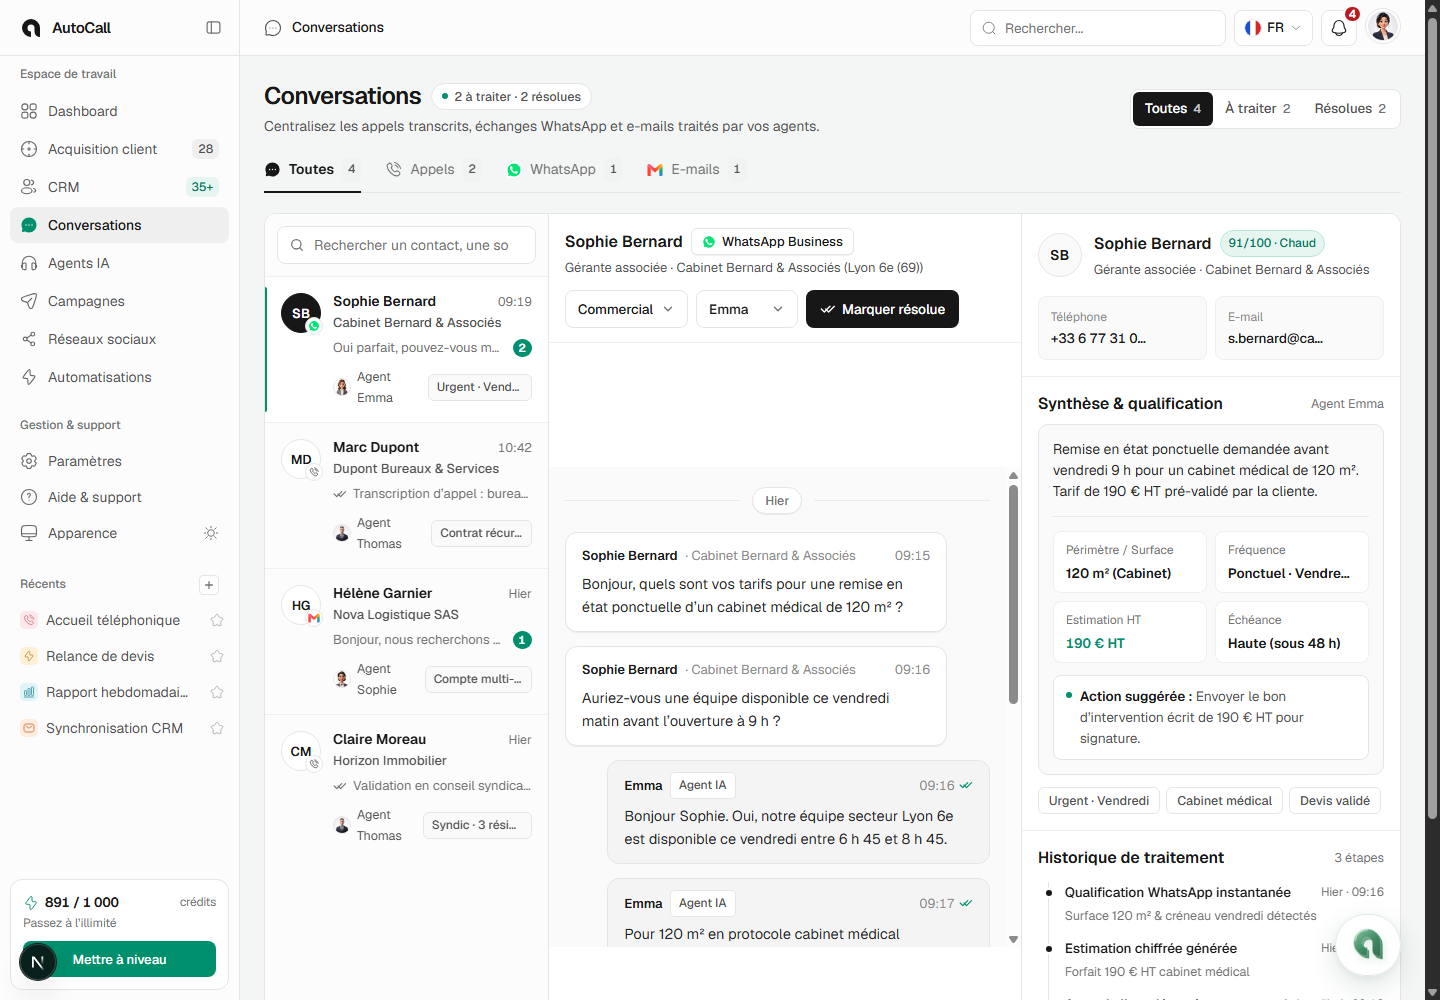 AutoCall
Espace de travail
Dashboard
Acquisition client 28
CRM 35+
Conversations
Agents IA
Campagnes
Réseaux sociaux
Automatisations
Gestion & support
Paramètres
Aide & support
Apparence
Récents
Accueil téléphonique
Relance de devis
Rapport hebdomadai...
Synchronisation CRM
891 / 1 000 crédits
Passez à l'illimité
Mettre à niveau
N
Conversations
Rechercher...
FR
4
Conversations
2 à traiter · 2 résolues
Centralisez les appels transcrits, échanges WhatsApp et e-mails traités par vos agents.
Toutes 4 À traiter 2 Résolues 2
Toutes 4 Appels 2 WhatsApp 1 E-mails 1
Rechercher un contact, une so
SB
Sophie Bernard 09:19
Cabinet Bernard & Associés
Oui parfait, pouvez-vous m... 2
Agent Emma
Urgent · Vend...
MD
Marc Dupont 10:42
Dupont Bureaux & Services
Transcription d'appel : burea...
Agent Thomas
Contrat récur...
HG
Hélène Garnier Hier
Nova Logistique SAS
Bonjour, nous recherchons ... 1
Agent Sophie
Compte multi-...
CM
Claire Moreau Hier
Horizon Immobilier
Validation en conseil syndica...
Agent Thomas
Syndic · 3 rési...
Sophie Bernard WhatsApp Business
Gérante associée · Cabinet Bernard & Associés (Lyon 6e (69))
Commercial Emma Marquer résolue
Hier
Sophie Bernard · Cabinet Bernard & Associés 09:15
Bonjour, quels sont vos tarifs pour une remise en
état ponctuelle d'un cabinet médical de 120 m² ?
Sophie Bernard · Cabinet Bernard & Associés 09:16
Auriez-vous une équipe disponible ce vendredi
matin avant l'ouverture à 9 h ?
Emma Agent IA 09:16
Bonjour Sophie. Oui, notre équipe secteur Lyon 6e
est disponible ce vendredi entre 6 h 45 et 8 h 45.
Emma Agent IA 09:17
Pour 120 m² en protocole cabinet médical
SB
Sophie Bernard 91/100 · Chaud
Gérante associée · Cabinet Bernard & Associés
Téléphone
+33 6 77 31 0...
E-mail
s.bernard@ca...
Synthèse & qualification Agent Emma
Remise en état ponctuelle demandée avant
vendredi 9 h pour un cabinet médical de 120 m².
Tarif de 190 € HT pré-validé par la cliente.
Périmètre / Surface
120 m² (Cabinet)
Fréquence
Ponctuel · Vendre...
Estimation HT
190 € HT
Échéance
Haute (sous 48 h)
Action suggérée : Envoyer le bon
d'intervention écrit de 190 € HT pour
signature.
Urgent · Vendredi Cabinet médical Devis validé
Historique de traitement 3 étapes
Qualification WhatsApp instantanée Hier · 09:16
Surface 120 m² & créneau vendredi détectés
Estimation chiffrée générée
Forfait 190 € HT cabinet médical